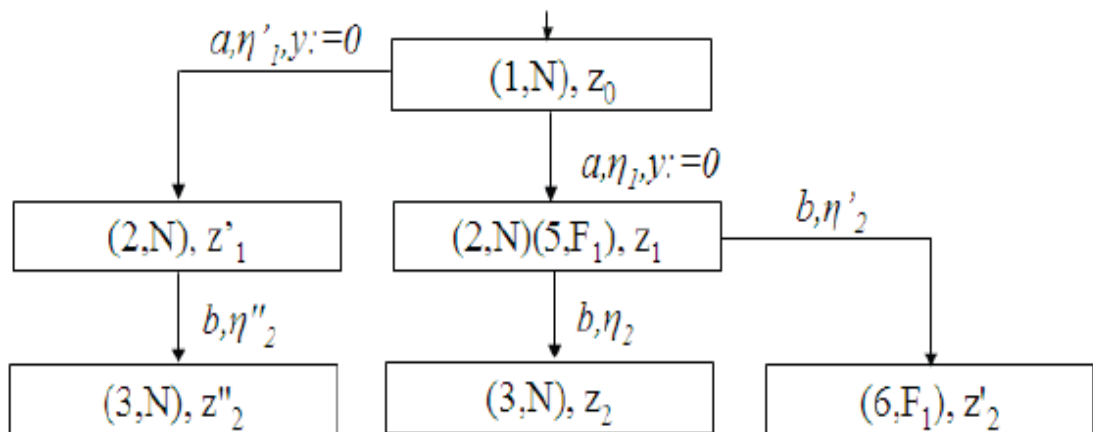 a,η'₁,y:=0
(1,N), z₀
a,η₁,y:=0
(2,N), z’₁
(2,N)(5,F₁), z₁
b,η'₂
b,η"₂
b,η₂
(3,N), z"₂
(3,N), z₂
(6,F₁), z'₂